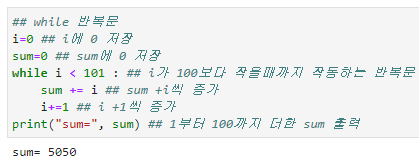 ## while 반복문
i=0 ## i에 0 저장
sum=0 ## sum에 0 저장
while i < 101 : ## i가 100보다 작을때까지 작동하는 반복문
    sum += i ## sum +i씩 증가
    i+=1 ## i +1씩 증가
print("sum=", sum) ## 1부터 100까지 더한 sum 출력
sum= 5050